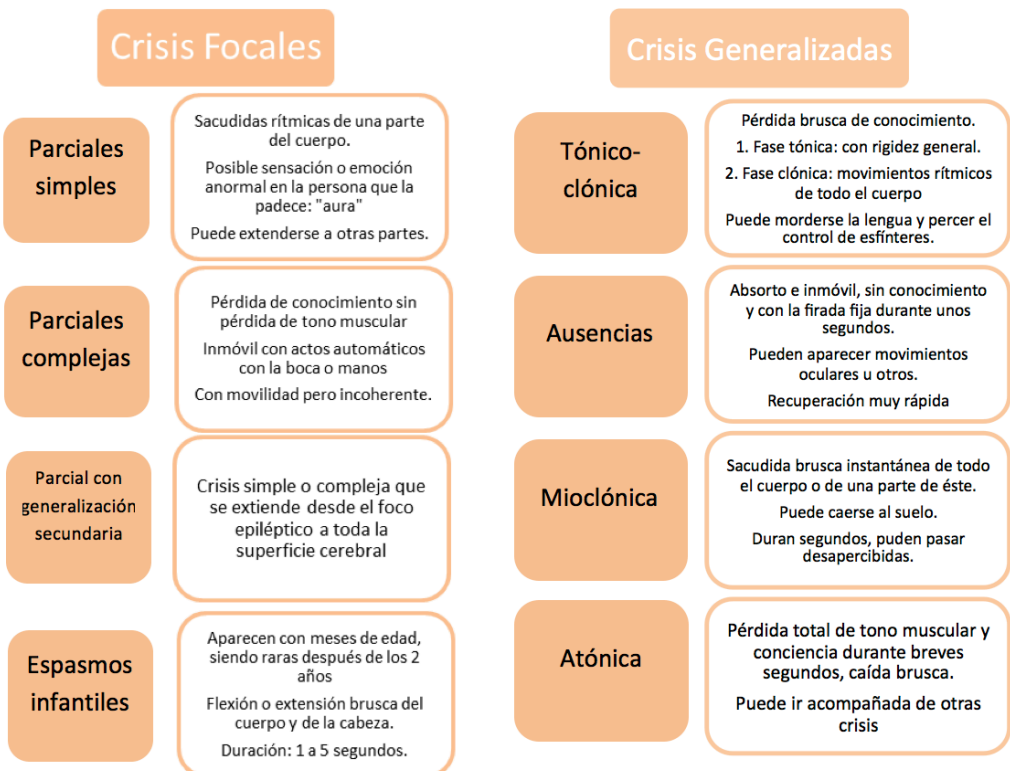 Crisis Focales
Parciales
simples
Sacudidas rítmicas de una parte
del cuerpo.
Posible sensación o emoción
anormal en la persona que la
padece: "aura"
Puede extenderse a otras partes.
Parciales
complejas
Pérdida de conocimiento sin
pérdida de tono muscular
Inmóvil con actos automáticos
con la boca o manos
Con movilidad pero incoherente.
Parcial con
generalización
secundaria
Crisis simple o compleja que
se extiende desde el foco
epiléptico a toda la
superficie cerebral
Espasmos
infantiles
Aparecen con meses de edad,
siendo raras después de los 2
años
Flexión o extensión brusca del
cuerpo y de la cabeza.
Duración: 1 a 5 segundos.
Crisis Generalizadas
Tónico-
clónica
Pérdida brusca de conocimiento.
1. Fase tónica: con rigidez general.
2. Fase clónica: movimientos rítmicos
de todo el cuerpo
Puede morderse la lengua y percer el
control de esfínteres.
Ausencias
Absorto e inmóvil, sin conocimiento
y con la firada fija durante unos
segundos.
Pueden aparecer movimientos
oculares u otros.
Recuperación muy rápida
Mioclónica
Sacudida brusca instantánea de todo
el cuerpo o de una parte de éste.
Puede caerse al suelo.
Duran segundos, puden pasar
desapercibidas.
Atónica
Pérdida total de tono muscular y
conciencia durante breves
segundos, caída brusca.
Puede ir acompañada de otras
crisis